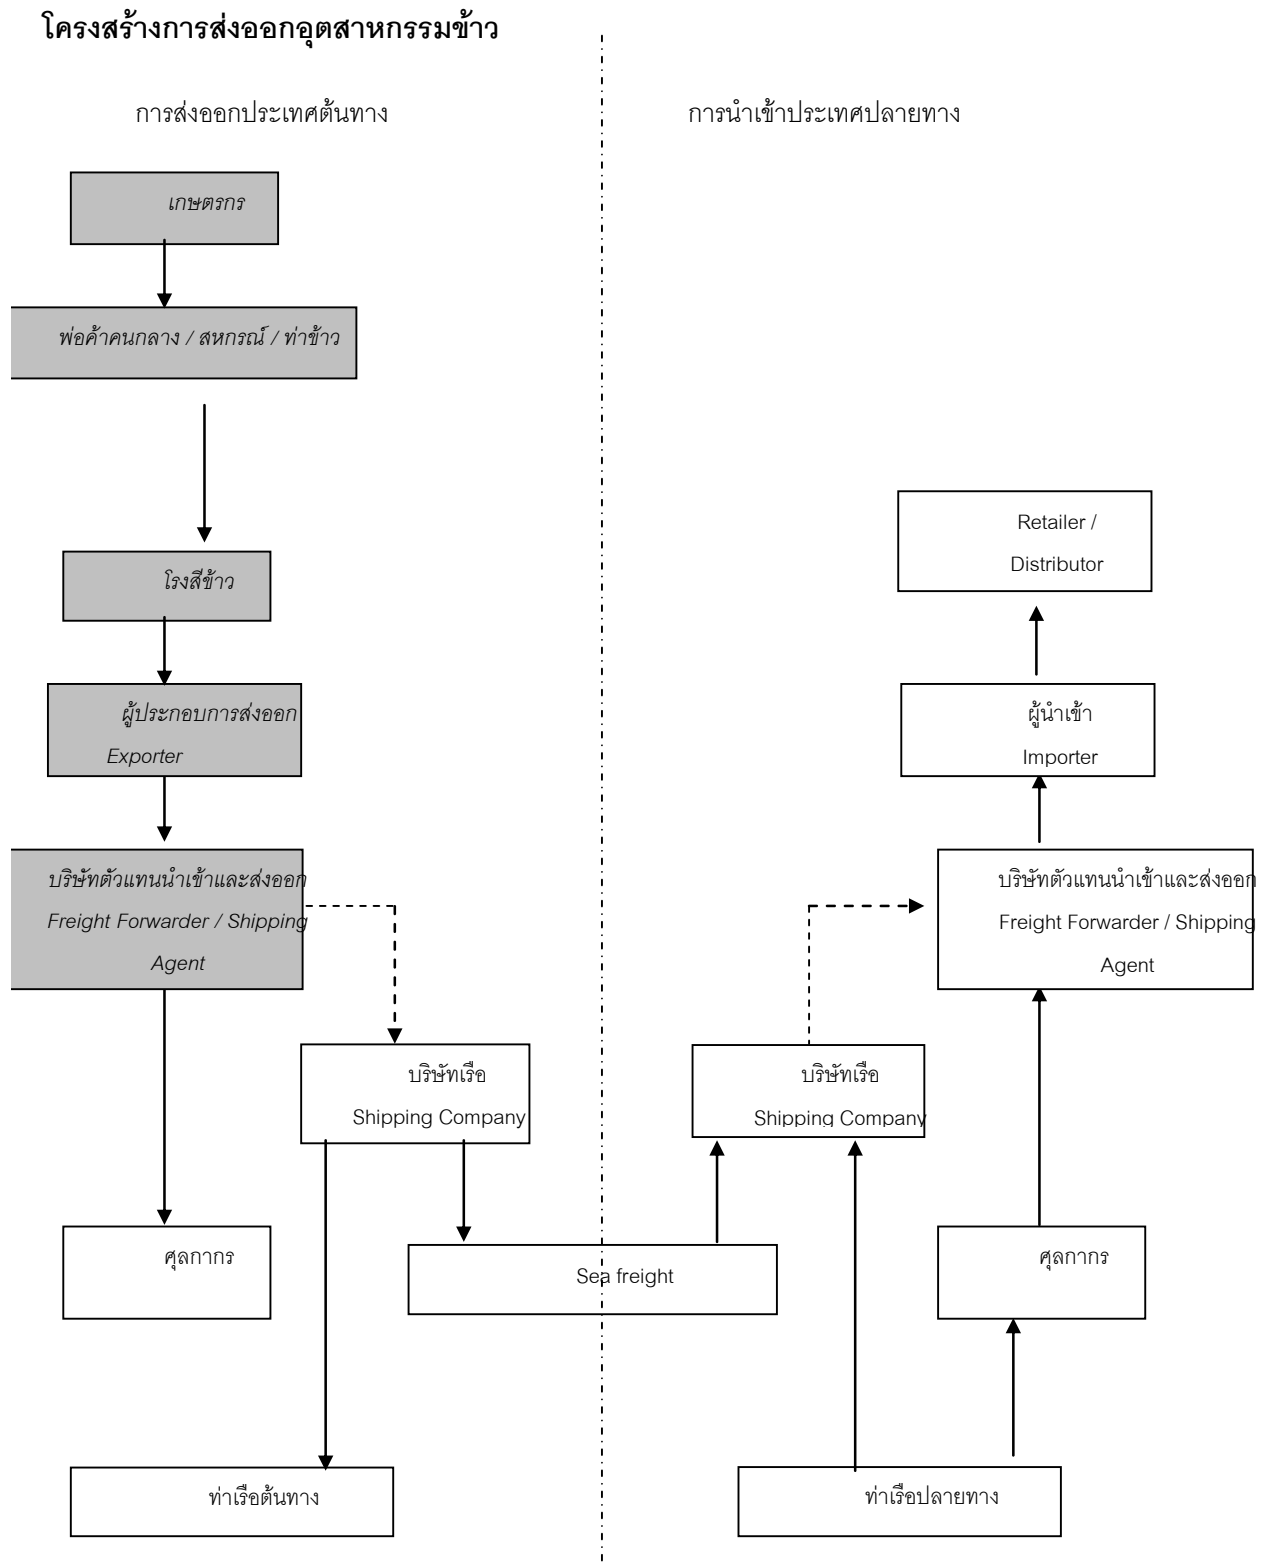 โครงสร้างการส่งออกอุตสาหกรรมข้าว
การส่งออกประเทศต้นทาง
การนำเข้าประเทศปลายทาง
เกษตรกร
พ่อค้าคนกลาง / สหกรณ์ / ท่าข้าว
โรงสีข้าว
ผู้ประกอบการส่งออก
Exporter
บริษัทตัวแทนนำเข้าและส่งออก
Freight Forwarder / Shipping
Agent
บริษัทเรือ
Shipping Company
ศุลกากร
Sea freight
ท่าเรือต้นทาง
Retailer /
Distributor
ผู้นำเข้า
Importer
บริษัทตัวแทนนำเข้าและส่งออก
Freight Forwarder / Shipping
Agent
บริษัทเรือ
Shipping Company
ศุลกากร
ท่าเรือปลายทาง